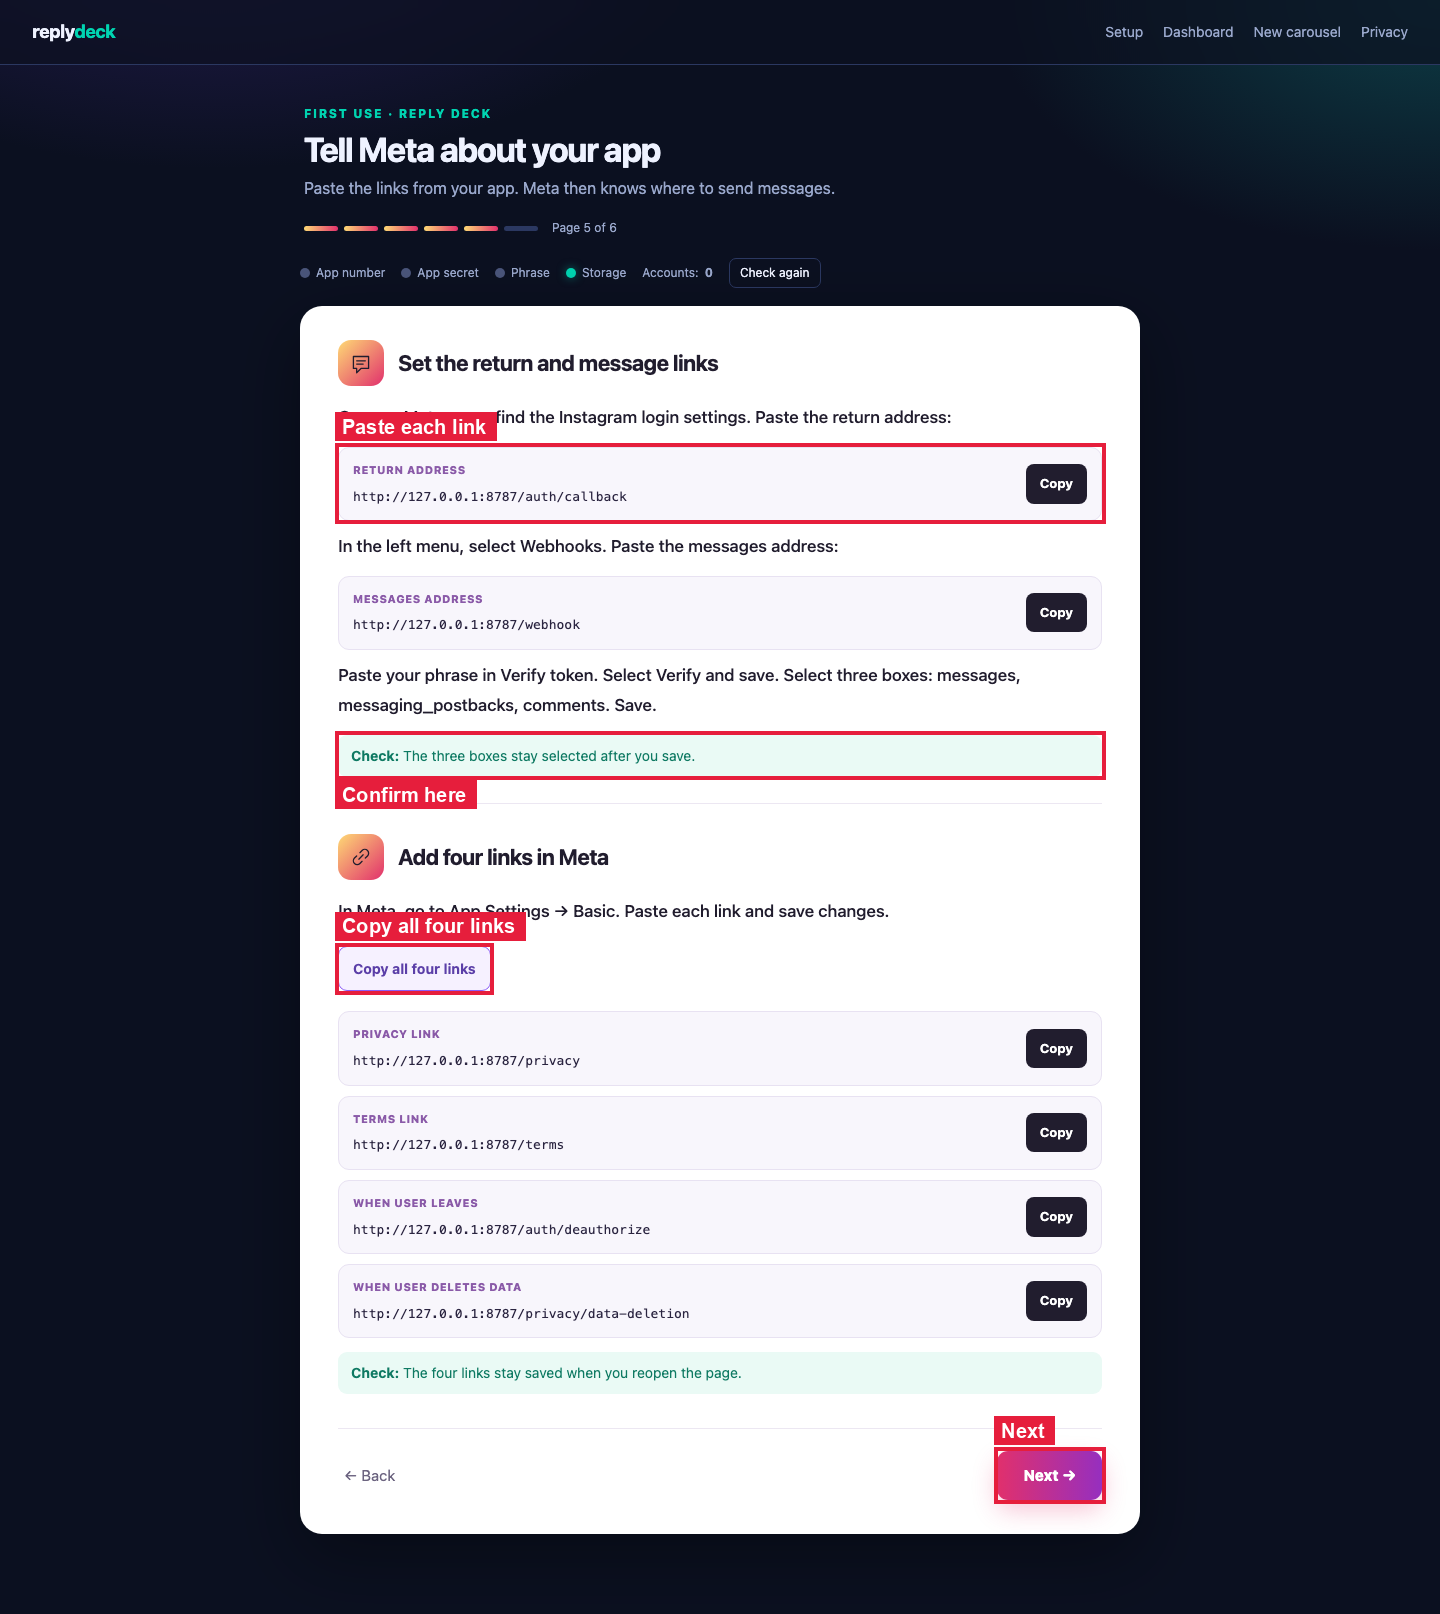 replydeck
Setup Dashboard New carousel Privacy
FIRST USE · REPLY DECK
Tell Meta about your app
Paste the links from your app. Meta then knows where to send messages.
Page 5 of 6
App number App secret Phrase Storage Accounts: 0 Check again
Set the return and message links
find the Instagram login settings. Paste the return address:
Paste each link
RETURN ADDRESS
http://127.0.0.1:8787/auth/callback
Copy
In the left menu, select Webhooks. Paste the messages address:
MESSAGES ADDRESS
http://127.0.0.1:8787/webhook
Copy
Paste your phrase in Verify token. Select Verify and save. Select three boxes: messages,
messaging_postbacks, comments. Save.
Check: The three boxes stay selected after you save.
Confirm here
Add four links in Meta
In Meta, go to App Settings → Basic. Paste each link and save changes.
Copy all four links
Copy all four links
PRIVACY LINK
http://127.0.0.1:8787/privacy
Copy
TERMS LINK
http://127.0.0.1:8787/terms
Copy
WHEN USER LEAVES
http://127.0.0.1:8787/auth/deauthorize
Copy
WHEN USER DELETES DATA
http://127.0.0.1:8787/privacy/data-deletion
Copy
Check: The four links stay saved when you reopen the page.
Next
← Back
Next →